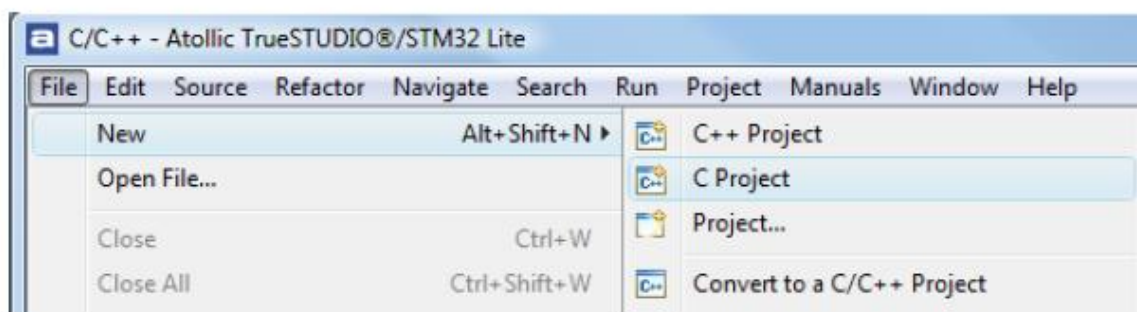 C/C++ - Atollic TrueSTUDIO®/STM32 Lite
File Edit Source Refactor Navigate Search Run Project Manuals Window Help
New Alt+Shift+N
Open File...
Close Ctrl+W
Close All Ctrl+Shift+W
C++ Project
C Project
Project...
Convert to a C/C++ Project